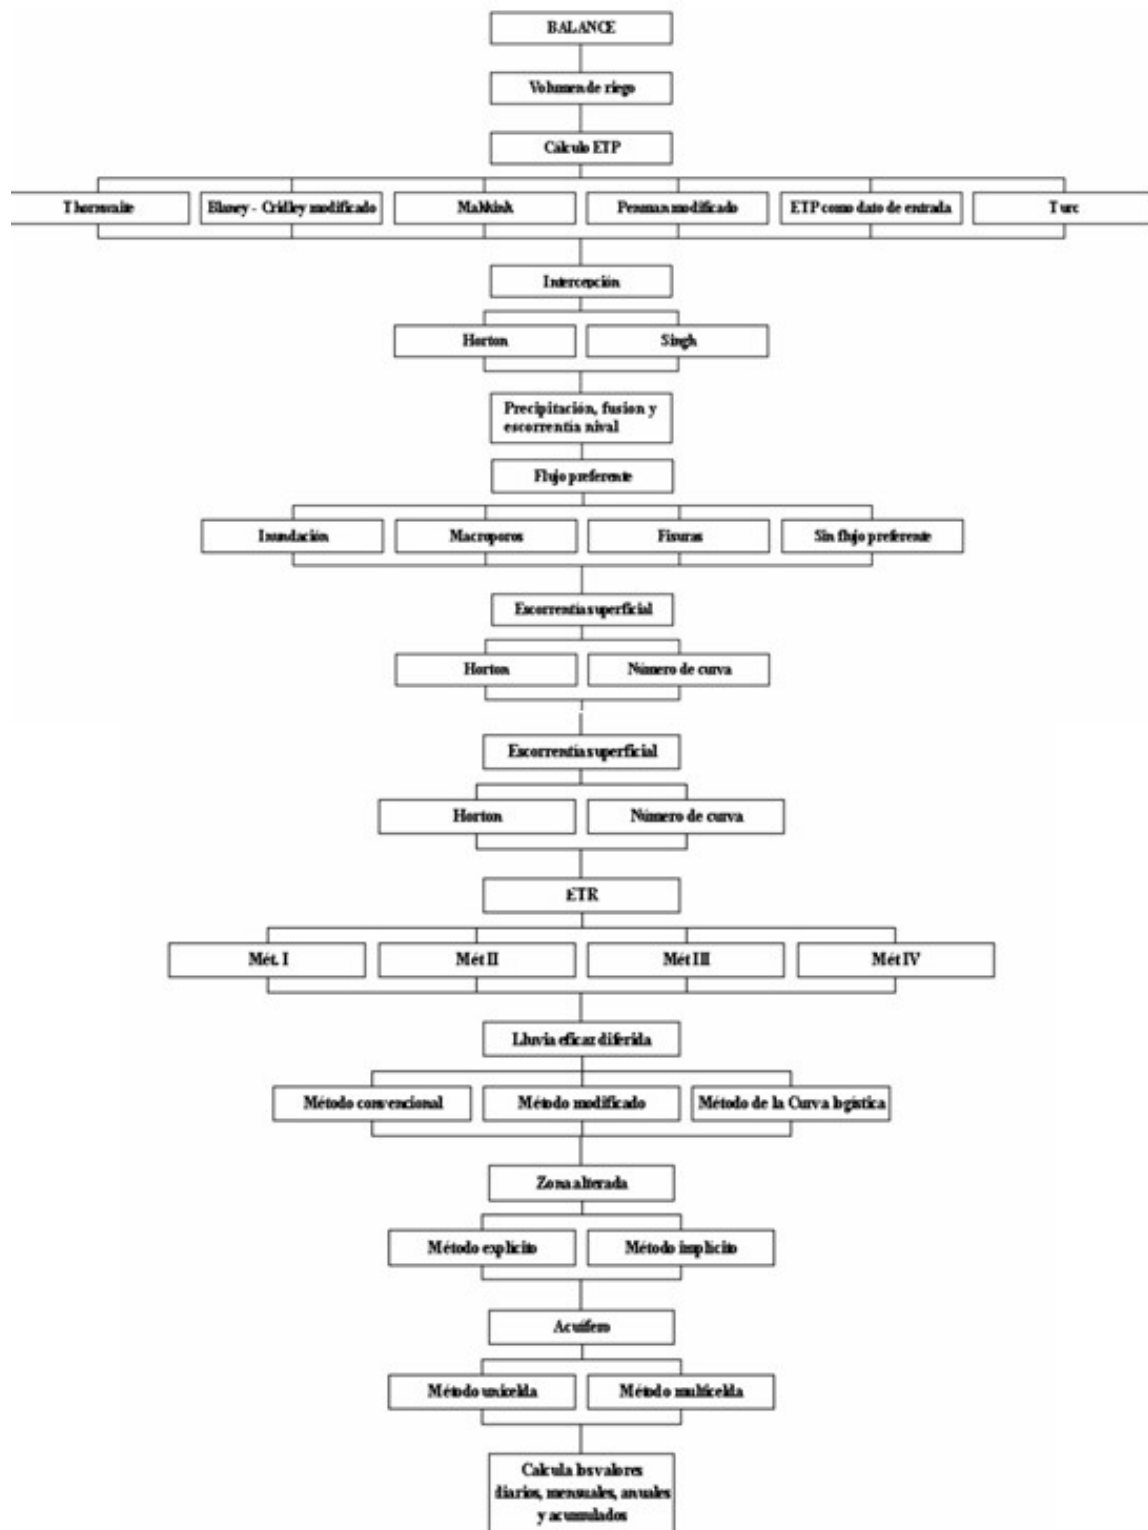 BALANCE
Volumen de riego
Cálculo ETP
Thornwaite
Blaney - Cridley modificado
Makkink
Penman modificado
ETP como dato de entrada
Turc
Intercepción
Horton
Singh
Precipitación, fusion y
escorrentía nival
Flujo preferente
Inundación
Macroporos
Fisuras
Sin flujo preferente
Escorrentía superficial
Horton
Número de curva
Escorrentía superficial
Horton
Número de curva
ETR
Mét. I
Mét II
Mét III
Mét IV
Lluvia eficaz diferida
Método convencional
Método modificado
Método de la Curva logística
Zona alterada
Método explícito
Método implícito
Acuífero
Método unicelda
Método multicelda
Calcula los valores
diarios, mensuales, anuales
y acumulados